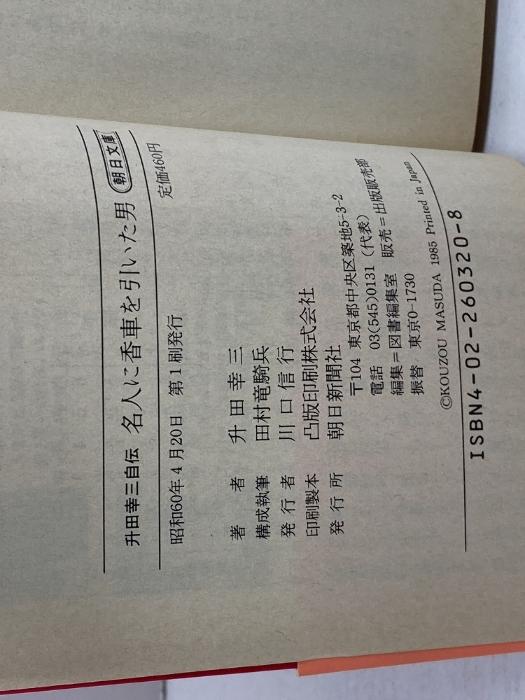 升田幸三自伝 名人に香車を引いた男 朝日文庫
昭和60年4月20日 第1刷発行 定価460円
著者 升田幸三
構成執筆 田村竜騎兵
発行者 川口信行
印刷製本 凸版印刷株式会社
発行所 朝日新聞社
〒104 東京都中央区築地5-3-2
電話 03(545)0131(代表)
編集=図書編集室 販売=出版販売部
振替 東京0-1730
©KOUZOU MASUDA 1985 Printed in Japan
ISBN4-02-260320-8